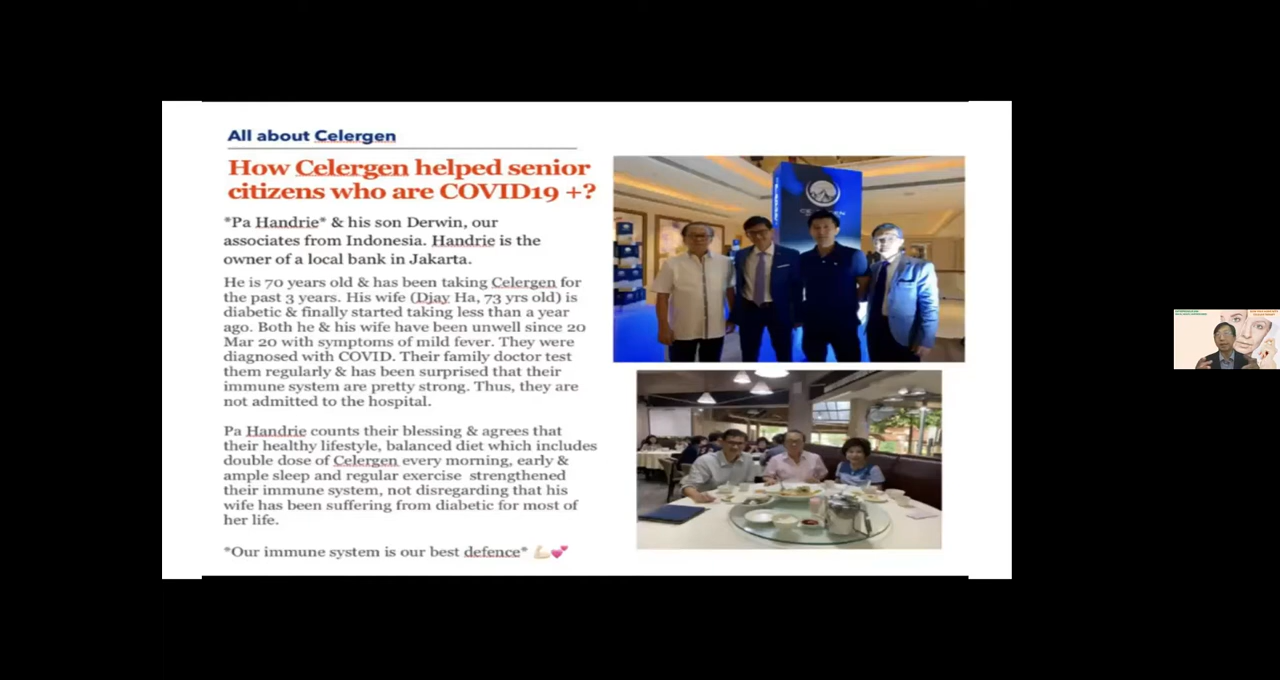 All about Celergen
How Celergen helped senior
citizens who are COVID19 +?
*Pa Handrie* & his son Derwin, our
associates from Indonesia. Handrie is the
owner of a local bank in Jakarta.
He is 70 years old & has been taking Celergen for
the past 3 years. His wife (Djay Ha, 73 yrs old) is
diabetic & finally started taking less than a year
ago. Both he & his wife have been unwell since 20
Mar 20 with symptoms of mild fever. They were
diagnosed with COVID. Their family doctor test
them regularly & has been surprised that their
immune system are pretty strong. Thus, they are
not admitted to the hospital.
Pa Handrie counts their blessing & agrees that
their healthy lifestyle, balanced diet which includes
double dose of Celergen every morning, early &
ample sleep and regular exercise strengthened
their immune system, not disregarding that his
wife has been suffering from diabetic for most of
her life.
*Our immune system is our best defence* 💪🏻💕